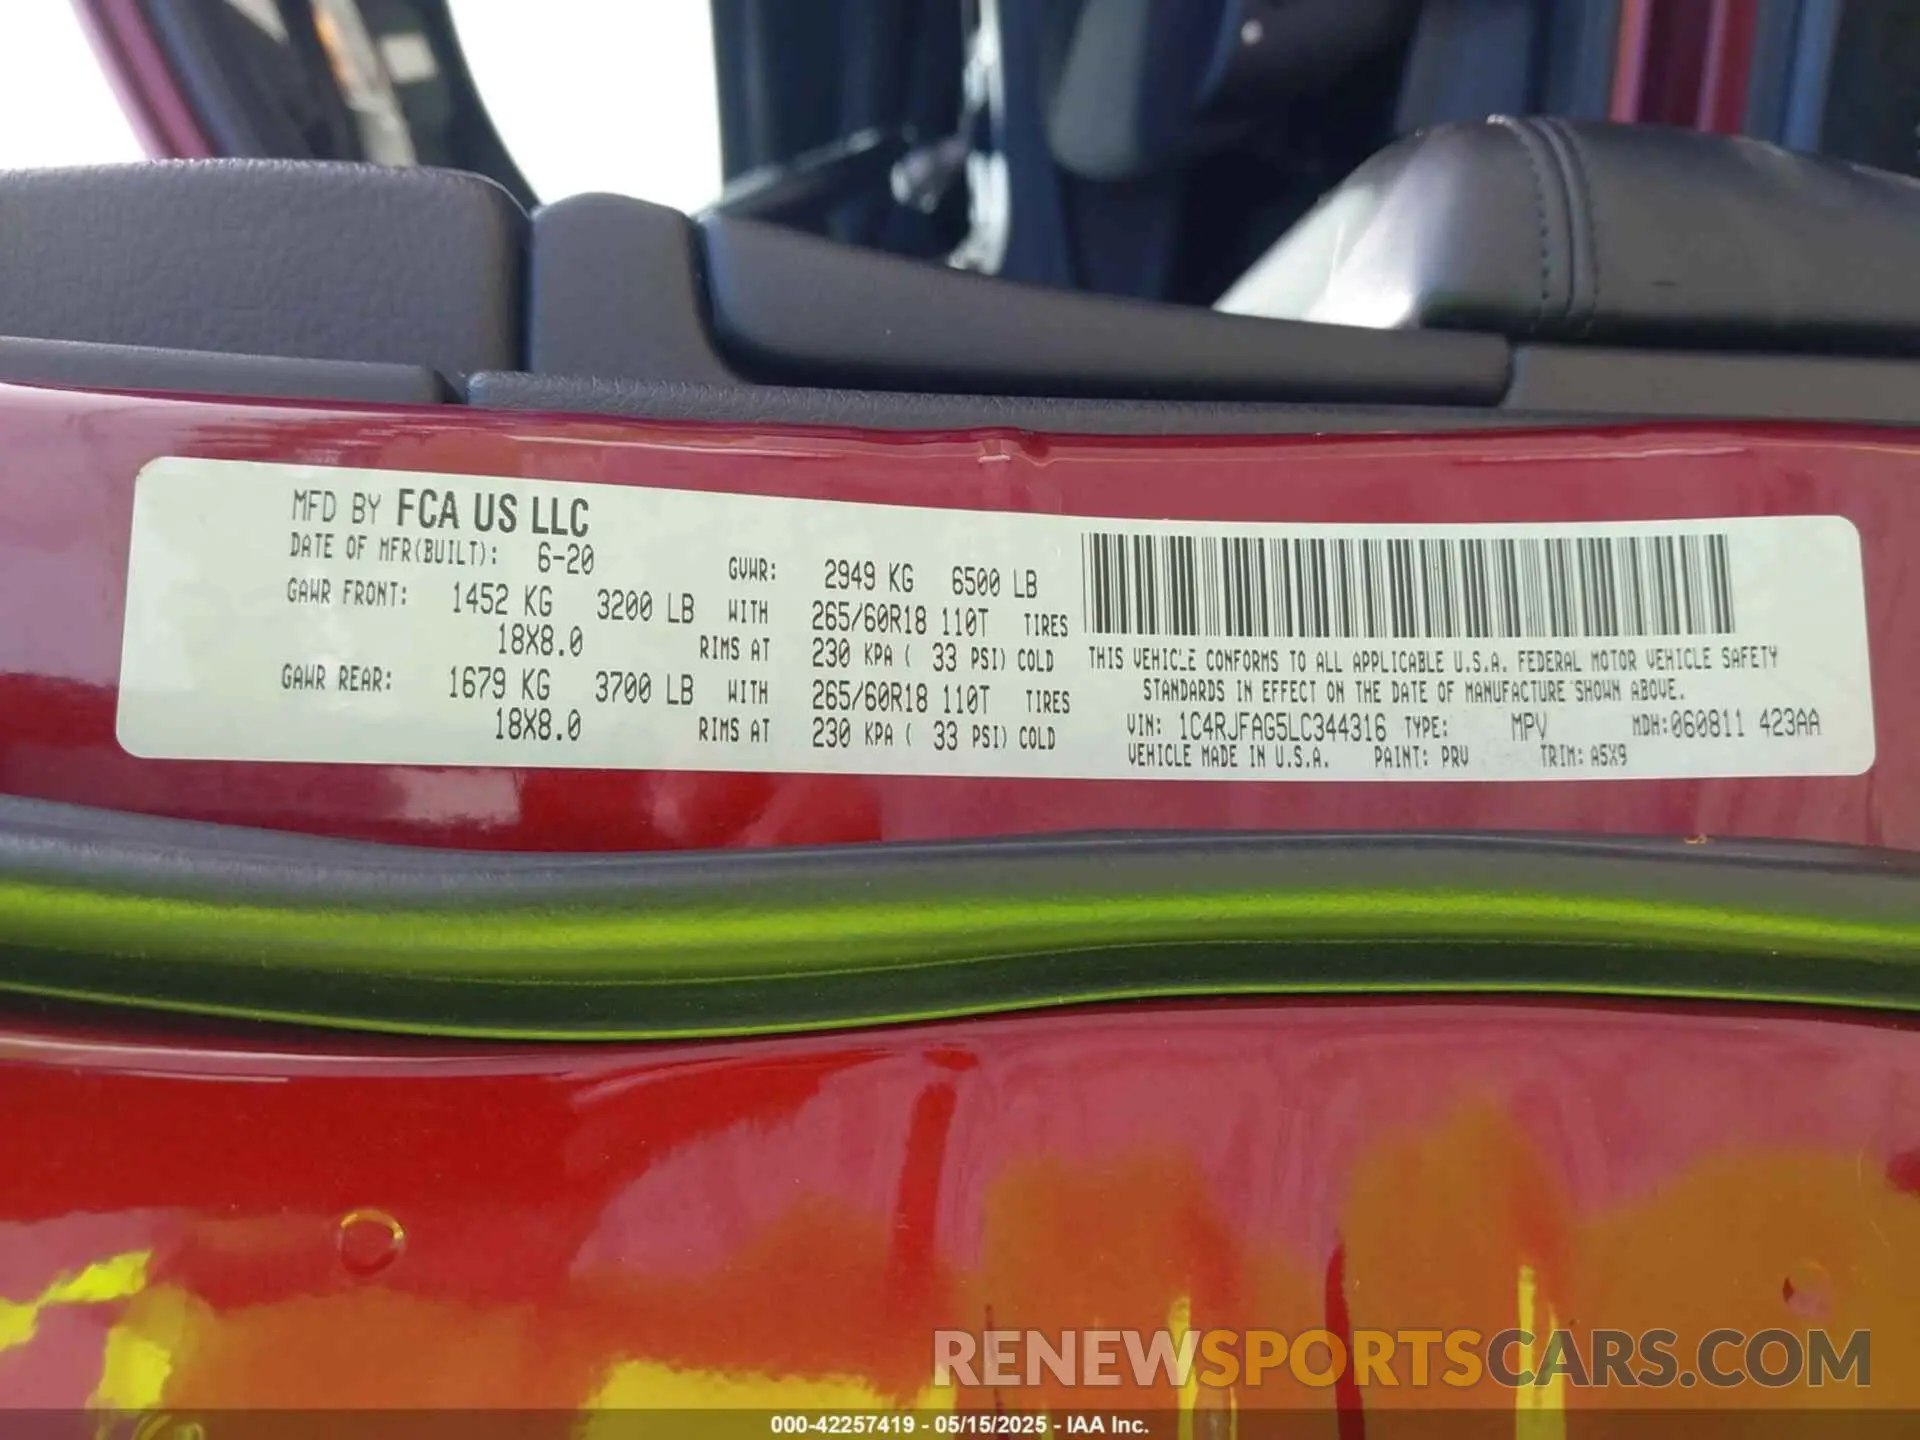 MFD BY FCA US LLC
DATE OF MFR(BUILT): 6-20
GVWR: 2949 KG 6500 LB
GAWR FRONT: 1452 KG 3200 LB WITH 265/60R18 110T TIRES
18X8.0 RIMS AT 230 KPA ( 33 PSI) COLD
GAWR REAR: 1679 KG 3700 LB WITH 265/60R18 110T TIRES
18X8.0 RIMS AT 230 KPA ( 33 PSI) COLD
THIS VEHICLE CONFORMS TO ALL APPLICABLE U.S.A. FEDERAL MOTOR VEHICLE SAFETY
STANDARDS IN EFFECT ON THE DATE OF MANUFACTURE SHOWN ABOVE.
VIN: 1C4RJFAG5LC344316 TYPE: MPV MDH:060811 423AA
VEHICLE MADE IN U.S.A. PAINT: PRV TRIM: A5X9
RENEWSPORTSCARS.COM
000-42257419 - 05/15/2025 - IAA Inc.